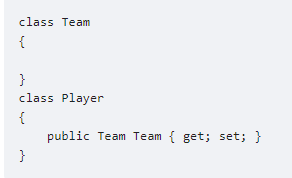 class Team
{
}
class Player
{
    public Team Team { get; set; }
}